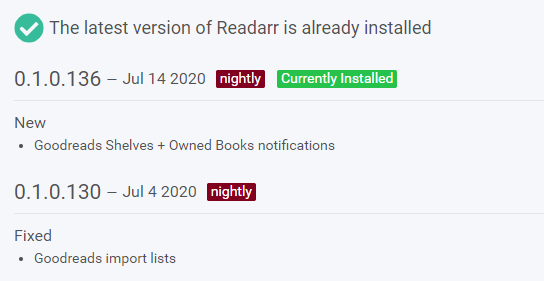 The latest version of Readarr is already installed
0.1.0.136 – Jul 14 2020 nightly Currently Installed
New
• Goodreads Shelves + Owned Books notifications
0.1.0.130 – Jul 4 2020 nightly
Fixed
• Goodreads import lists